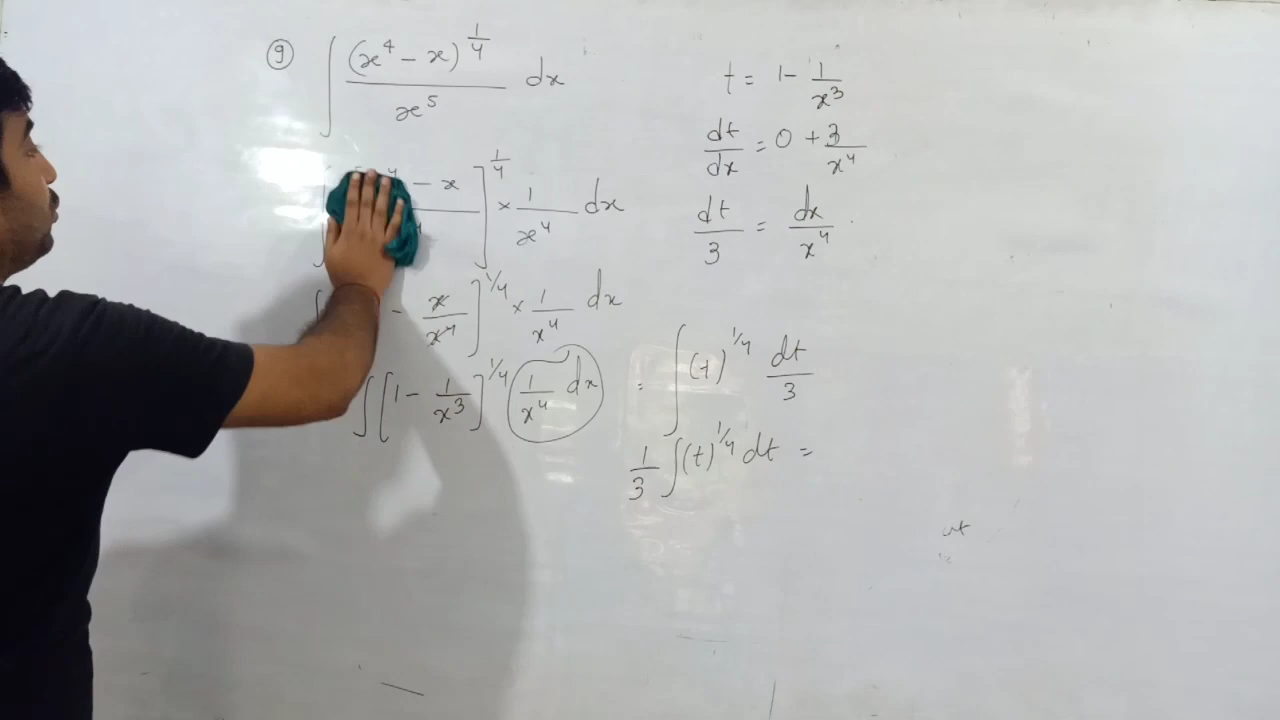 ⑨ ∫ (x⁴ − x)^(1/4) / x⁵ dx
− x ]^(1/4) × 1/x⁴ dx
− x/x⁴ ]^(1/4) × 1/x⁴ dx
∫ [1 − 1/x³]^(1/4) 1/x⁴ dx = ∫ (t)^(1/4) dt/3
1/3 ∫ (t)^(1/4) dt =
t = 1 − 1/x³
dt/dx = 0 + 3/x⁴
dt/3 = dx/x⁴